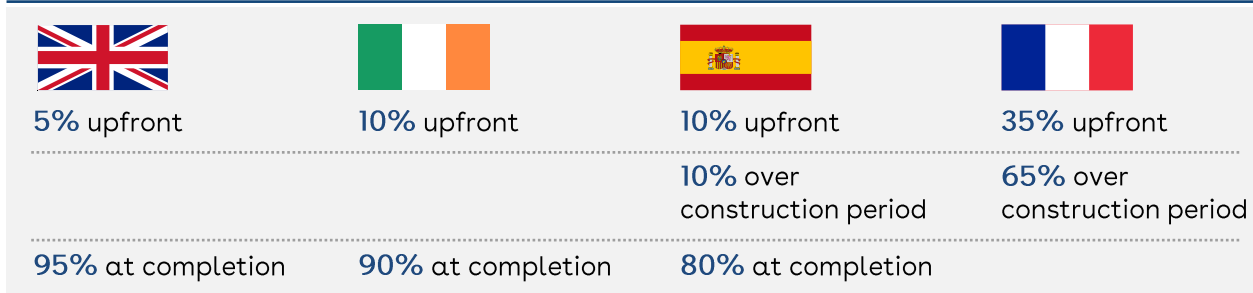 5% upfront
10% upfront
10% upfront
35% upfront
10% over
construction period
65% over
construction period
95% at completion
90% at completion
80% at completion